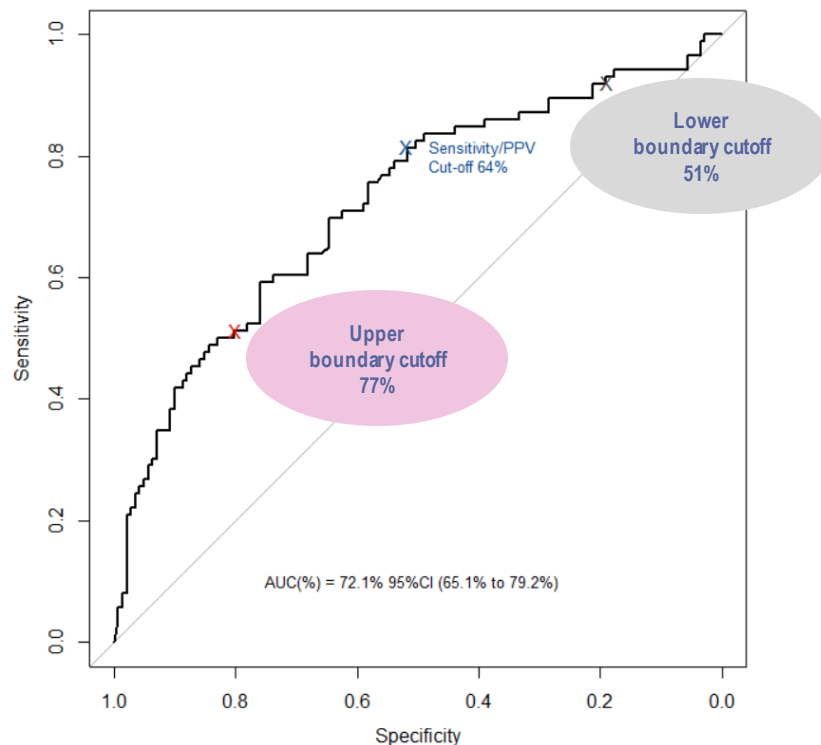 1.0
0.8
0.6
0.4
0.2
0.0
Sensitivity
X
Lower
boundary cutoff
51%
X
Sensitivity/PPV
Cut-off 64%
X
Upper
boundary cutoff
77%
AUC(%) = 72.1% 95%CI (65.1% to 79.2%)
1.0 0.8 0.6 0.4 0.2 0.0
Specificity